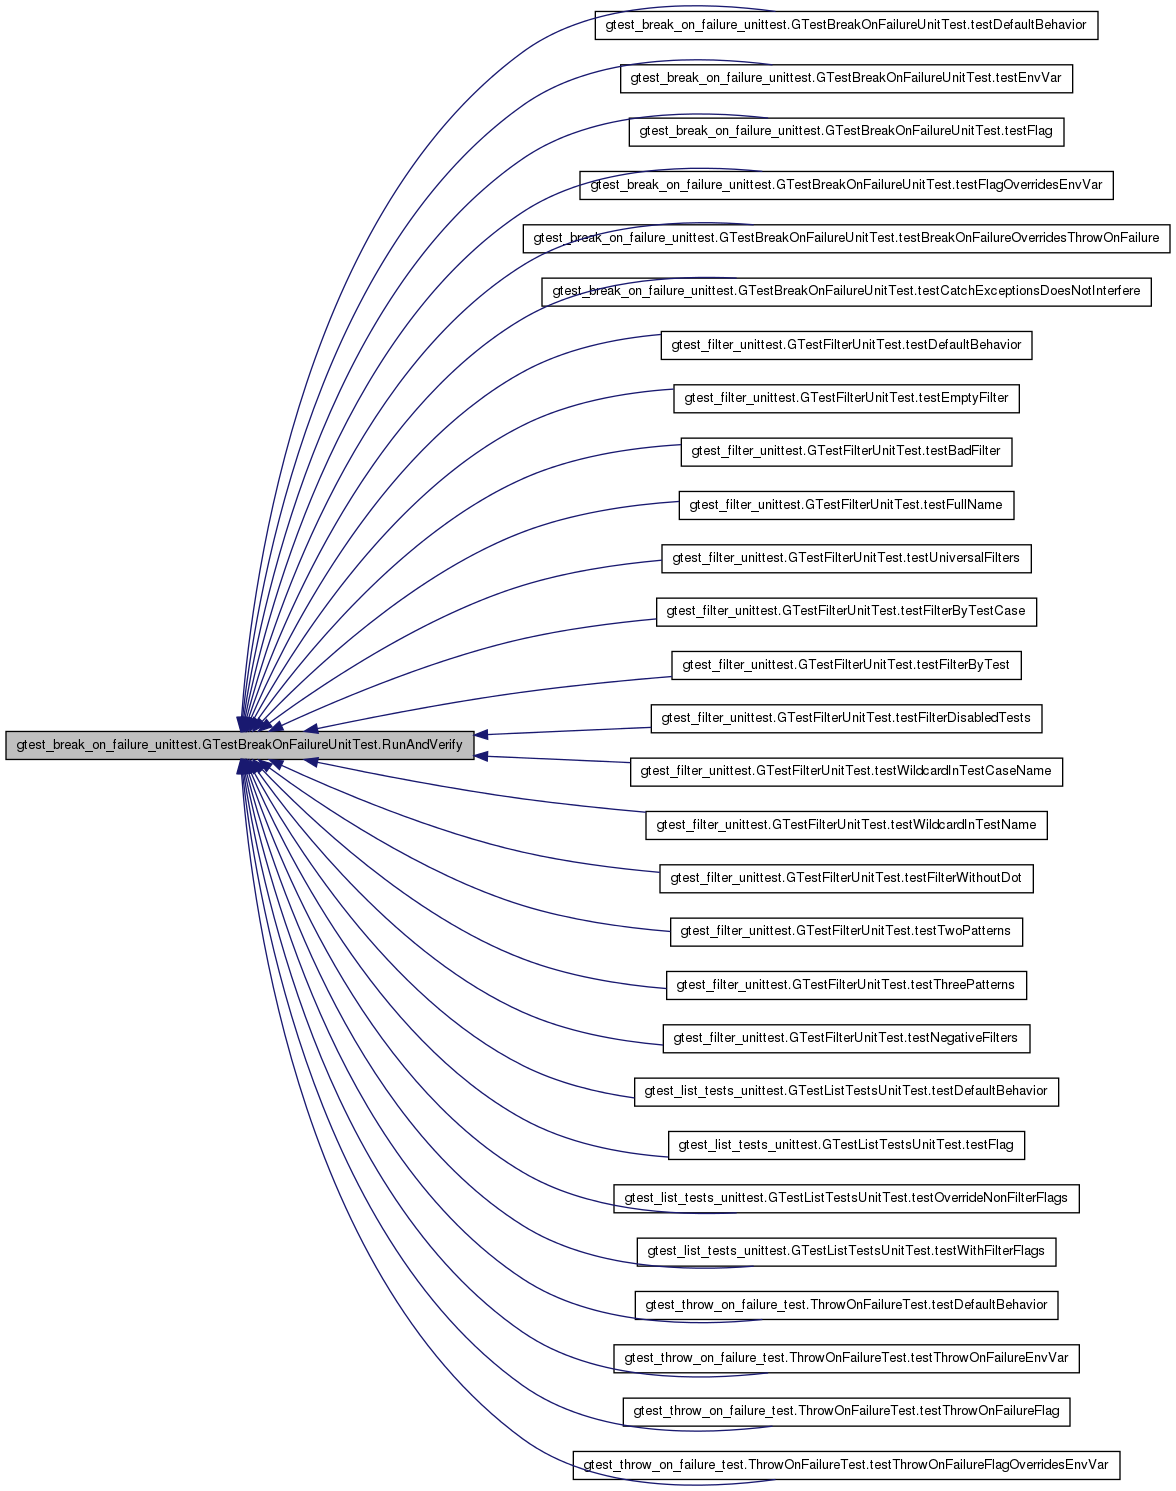 gtest_break_on_failure_unittest.GTestBreakOnFailureUnitTest.testDefaultBehavior
gtest_break_on_failure_unittest.GTestBreakOnFailureUnitTest.testEnvVar
gtest_break_on_failure_unittest.GTestBreakOnFailureUnitTest.testFlag
gtest_break_on_failure_unittest.GTestBreakOnFailureUnitTest.testFlagOverridesEnvVar
gtest_break_on_failure_unittest.GTestBreakOnFailureUnitTest.testBreakOnFailureOverridesThrowOnFailure
gtest_break_on_failure_unittest.GTestBreakOnFailureUnitTest.testCatchExceptionsDoesNotInterfere
gtest_filter_unittest.GTestFilterUnitTest.testDefaultBehavior
gtest_filter_unittest.GTestFilterUnitTest.testEmptyFilter
gtest_filter_unittest.GTestFilterUnitTest.testBadFilter
gtest_filter_unittest.GTestFilterUnitTest.testFullName
gtest_filter_unittest.GTestFilterUnitTest.testUniversalFilters
gtest_filter_unittest.GTestFilterUnitTest.testFilterByTestCase
gtest_filter_unittest.GTestFilterUnitTest.testFilterByTest
gtest_filter_unittest.GTestFilterUnitTest.testFilterDisabledTests
gtest_break_on_failure_unittest.GTestBreakOnFailureUnitTest.RunAndVerify
gtest_filter_unittest.GTestFilterUnitTest.testWildcardInTestCaseName
gtest_filter_unittest.GTestFilterUnitTest.testWildcardInTestName
gtest_filter_unittest.GTestFilterUnitTest.testFilterWithoutDot
gtest_filter_unittest.GTestFilterUnitTest.testTwoPatterns
gtest_filter_unittest.GTestFilterUnitTest.testThreePatterns
gtest_filter_unittest.GTestFilterUnitTest.testNegativeFilters
gtest_list_tests_unittest.GTestListTestsUnitTest.testDefaultBehavior
gtest_list_tests_unittest.GTestListTestsUnitTest.testFlag
gtest_list_tests_unittest.GTestListTestsUnitTest.testOverrideNonFilterFlags
gtest_list_tests_unittest.GTestListTestsUnitTest.testWithFilterFlags
gtest_throw_on_failure_test.ThrowOnFailureTest.testDefaultBehavior
gtest_throw_on_failure_test.ThrowOnFailureTest.testThrowOnFailureEnvVar
gtest_throw_on_failure_test.ThrowOnFailureTest.testThrowOnFailureFlag
gtest_throw_on_failure_test.ThrowOnFailureTest.testThrowOnFailureFlagOverridesEnvVar